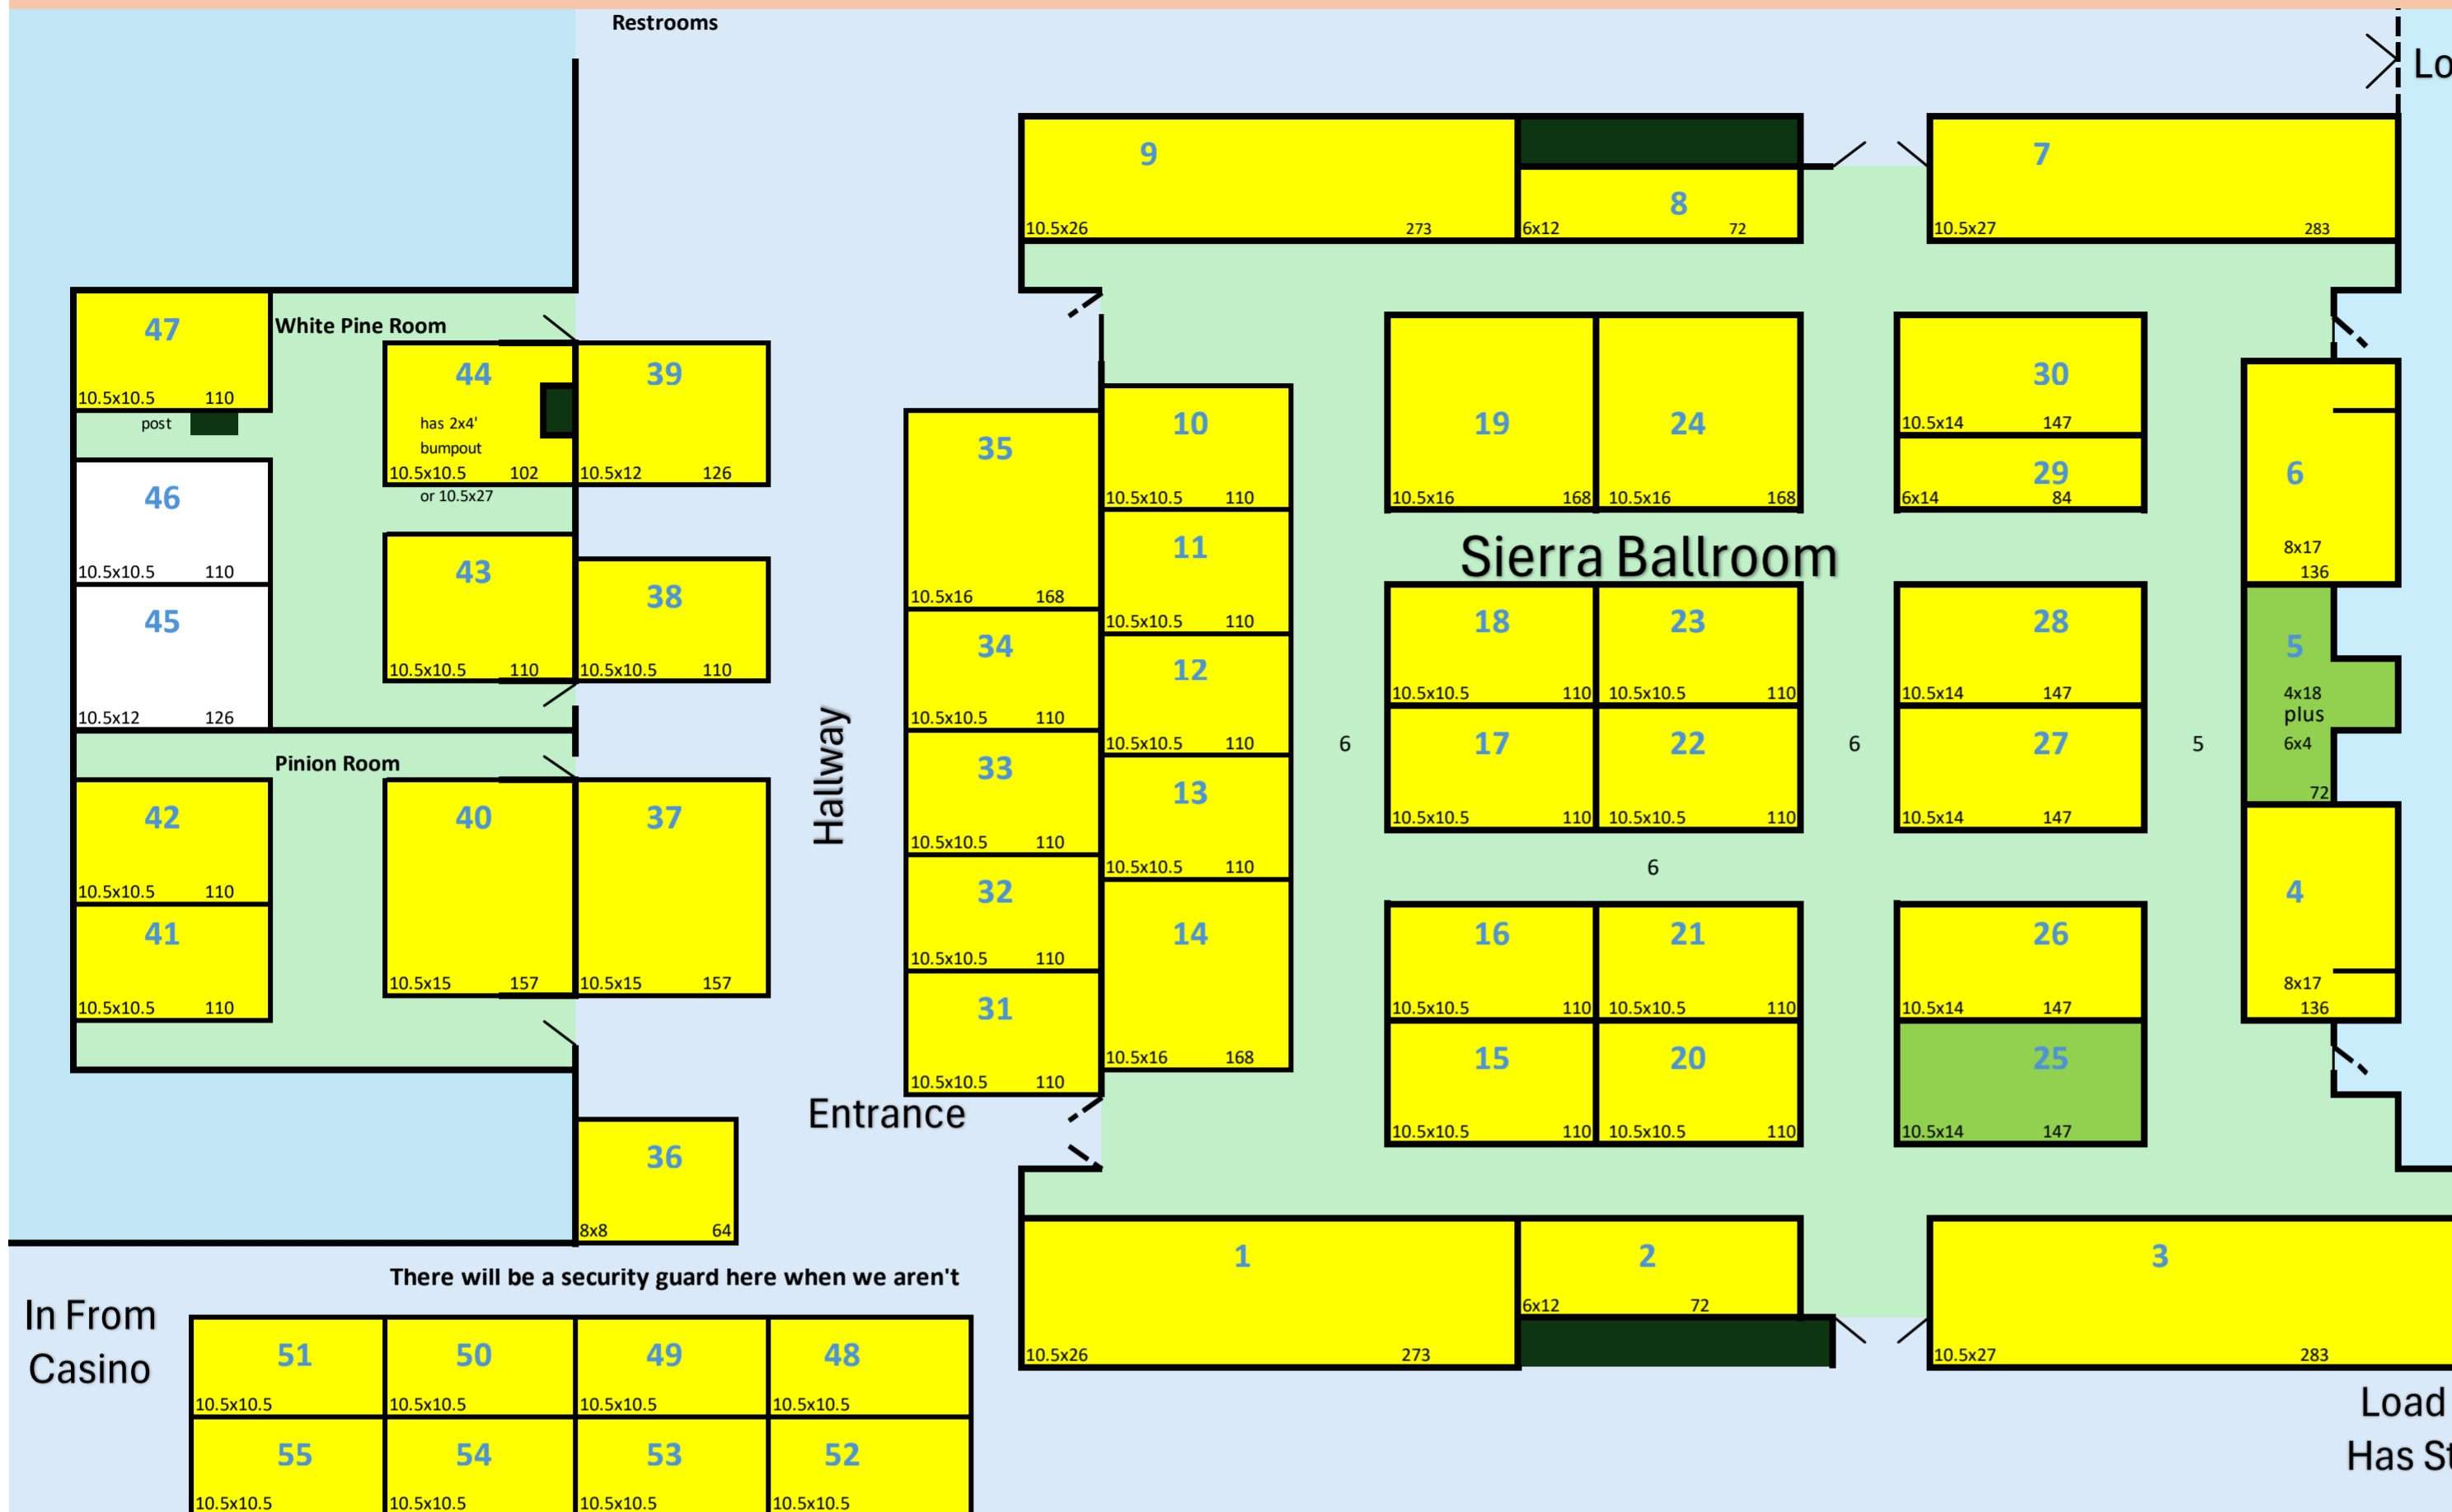 Restrooms
Lo
9
10.5x26 273
8
6x12 72
7
10.5x27 283
47
10.5x10.5 110
post
White Pine Room
44
has 2x4'
bumpout
10.5x10.5 102
or 10.5x27
39
10.5x12 126
46
10.5x10.5 110
45
10.5x12 126
43
10.5x10.5 110
38
10.5x10.5 110
Pinion Room
42
10.5x10.5 110
41
10.5x10.5 110
40
10.5x15 157
37
10.5x15 157
36
8x8 64
Hallway
Entrance
35
10.5x16 168
34
10.5x10.5 110
33
10.5x10.5 110
32
10.5x10.5 110
31
10.5x10.5 110
10
10.5x10.5 110
11
10.5x10.5 110
12
10.5x10.5 110
13
10.5x10.5 110
14
10.5x16 168
19
10.5x16 168
24
10.5x16 168
30
10.5x14 147
29
6x14 84
Sierra Ballroom
18
10.5x10.5 110
23
10.5x10.5 110
28
10.5x14 147
17
10.5x10.5 110
22
10.5x10.5 110
27
10.5x14 147
6
6
5
6
16
10.5x10.5 110
21
10.5x10.5 110
26
10.5x14 147
15
10.5x10.5 110
20
10.5x10.5 110
25
10.5x14 147
6
8x17
136
5
4x18
plus
6x4
72
4
8x17
136
1
10.5x26 273
2
6x12 72
3
10.5x27 283
There will be a security guard here when we aren't
In From
Casino
51
10.5x10.5
50
10.5x10.5
49
10.5x10.5
48
10.5x10.5
55
10.5x10.5
54
10.5x10.5
53
10.5x10.5
52
10.5x10.5
Load
Has St